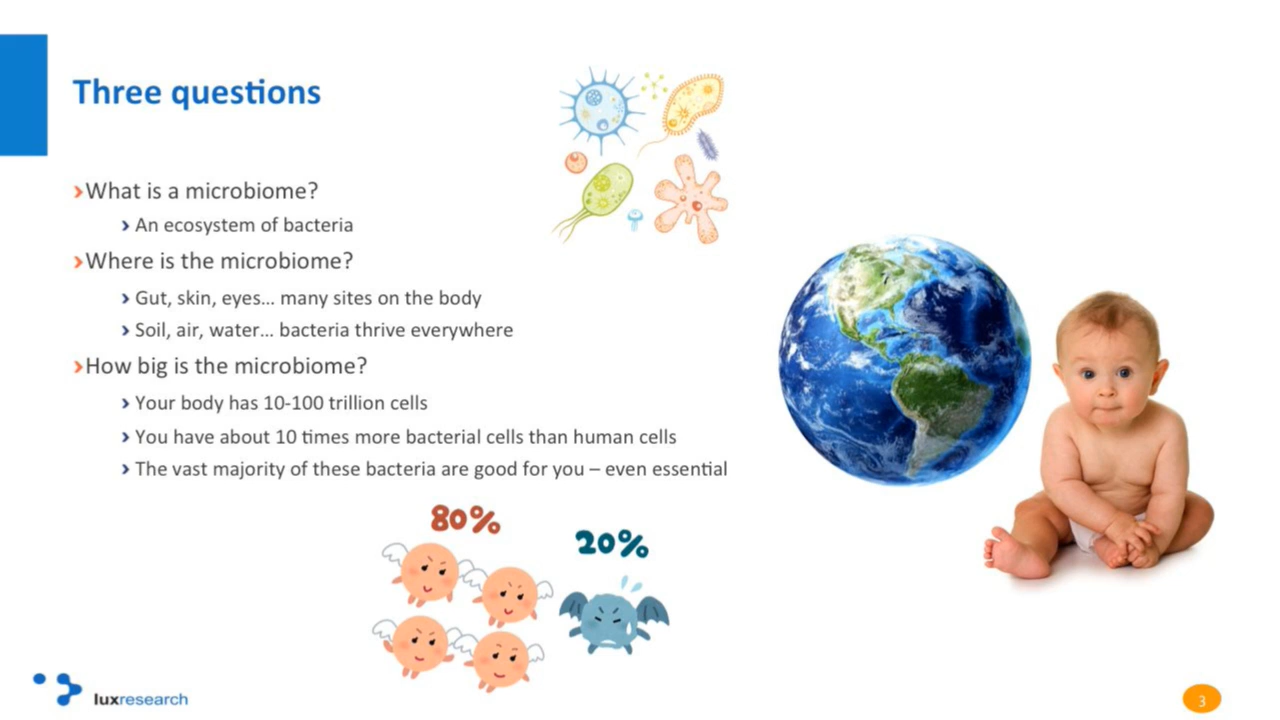 Three questions
›What is a microbiome?
› An ecosystem of bacteria
›Where is the microbiome?
› Gut, skin, eyes... many sites on the body
› Soil, air, water... bacteria thrive everywhere
›How big is the microbiome?
› Your body has 10-100 trillion cells
› You have about 10 times more bacterial cells than human cells
› The vast majority of these bacteria are good for you – even essential
80%
20%
luxresearch
3